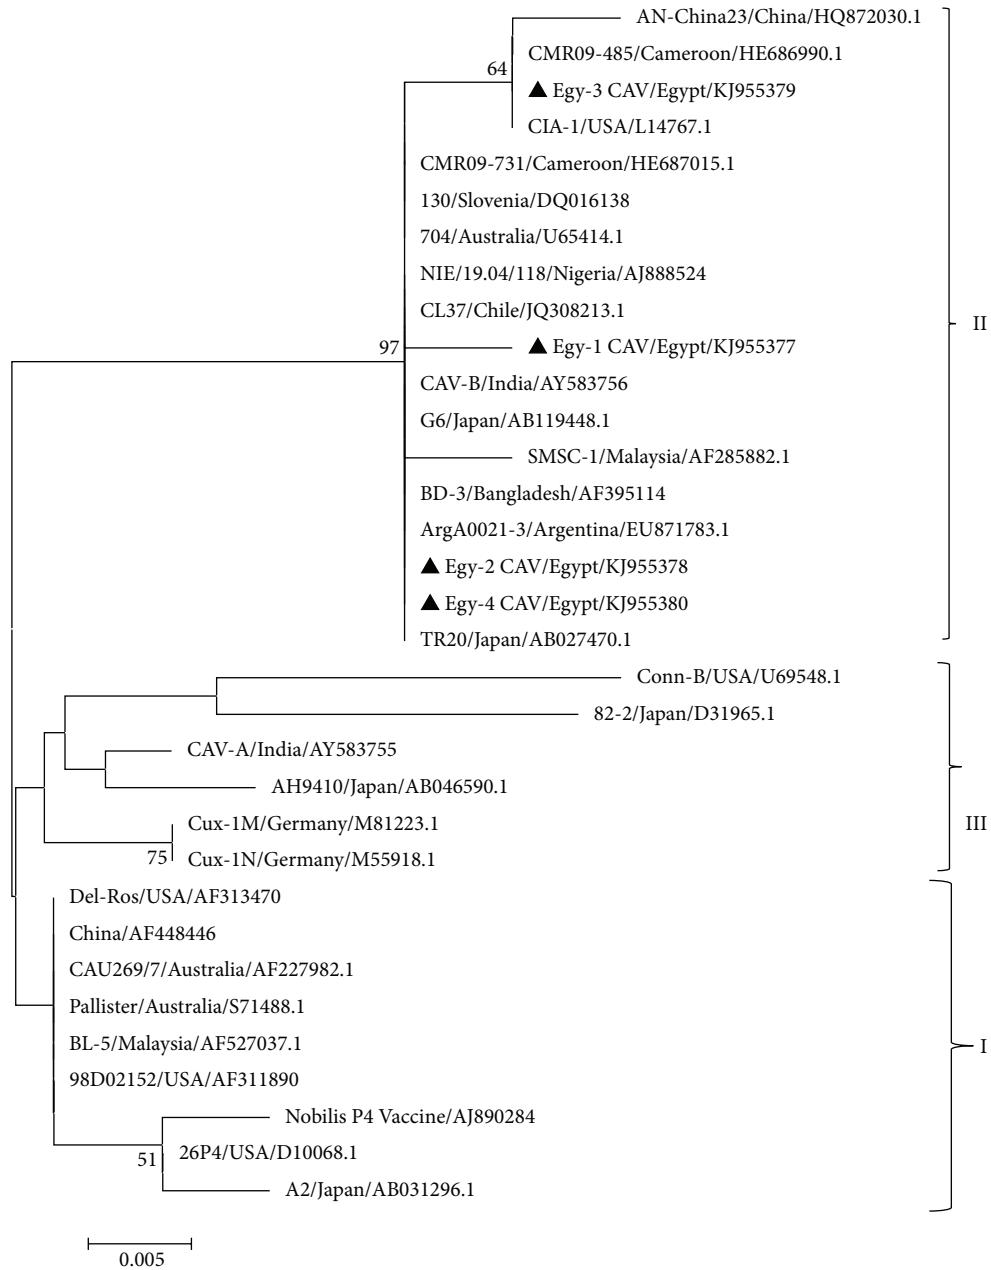 AN-China23/China/HQ872030.1
CMR09-485/Cameroon/HE686990.1
64
▲ Egy-3 CAV/Egypt/KJ955379
CIA-1/USA/L14767.1
CMR09-731/Cameroon/HE687015.1
130/Slovenia/DQ016138
704/Australia/U65414.1
NIE/19.04/118/Nigeria/AJ888524
CL37/Chile/JQ308213.1
II
97
▲ Egy-1 CAV/Egypt/KJ955377
CAV-B/India/AY583756
G6/Japan/AB119448.1
SMSC-1/Malaysia/AF285882.1
BD-3/Bangladesh/AF395114
ArgA0021-3/Argentina/EU871783.1
▲ Egy-2 CAV/Egypt/KJ955378
▲ Egy-4 CAV/Egypt/KJ955380
TR20/Japan/AB027470.1
Conn-B/USA/U69548.1
82-2/Japan/D31965.1
CAV-A/India/AY583755
AH9410/Japan/AB046590.1
Cux-1M/Germany/M81223.1
III
75
Cux-1N/Germany/M55918.1
Del-Ros/USA/AF313470
China/AF448446
CAU269/7/Australia/AF227982.1
Pallister/Australia/S71488.1
BL-5/Malaysia/AF527037.1
I
98D02152/USA/AF311890
Nobilis P4 Vaccine/AJ890284
26P4/USA/D10068.1
51
A2/Japan/AB031296.1
0.005